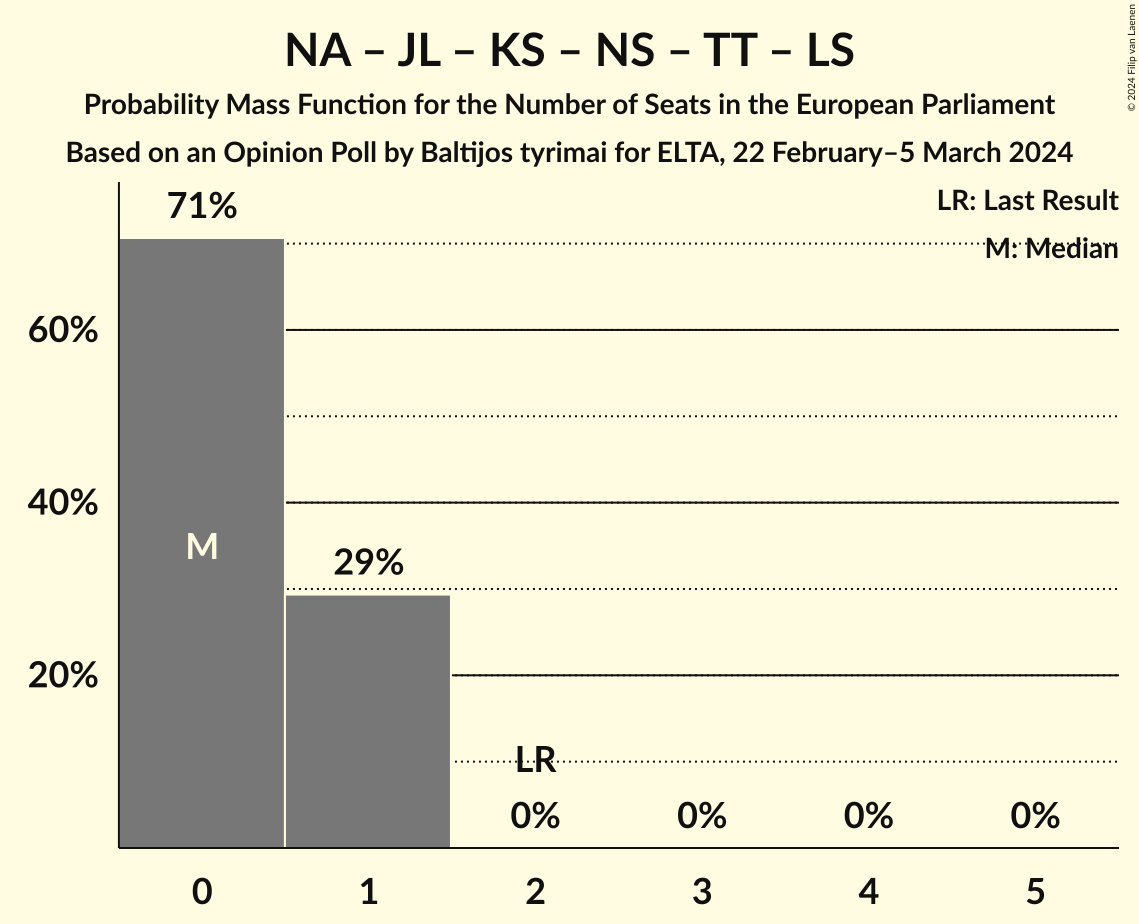 NA – JL – KS – NS – TT – LS
Probability Mass Function for the Number of Seats in the European Parliament
Based on an Opinion Poll by Baltijos tyrimai for ELTA, 22 February–5 March 2024
© 2024 Filip van Laenen
LR: Last Result
M: Median
71%
60%
40%
20%
M
29%
LR
0%
0%
0%
0%
0
1
2
3
4
5